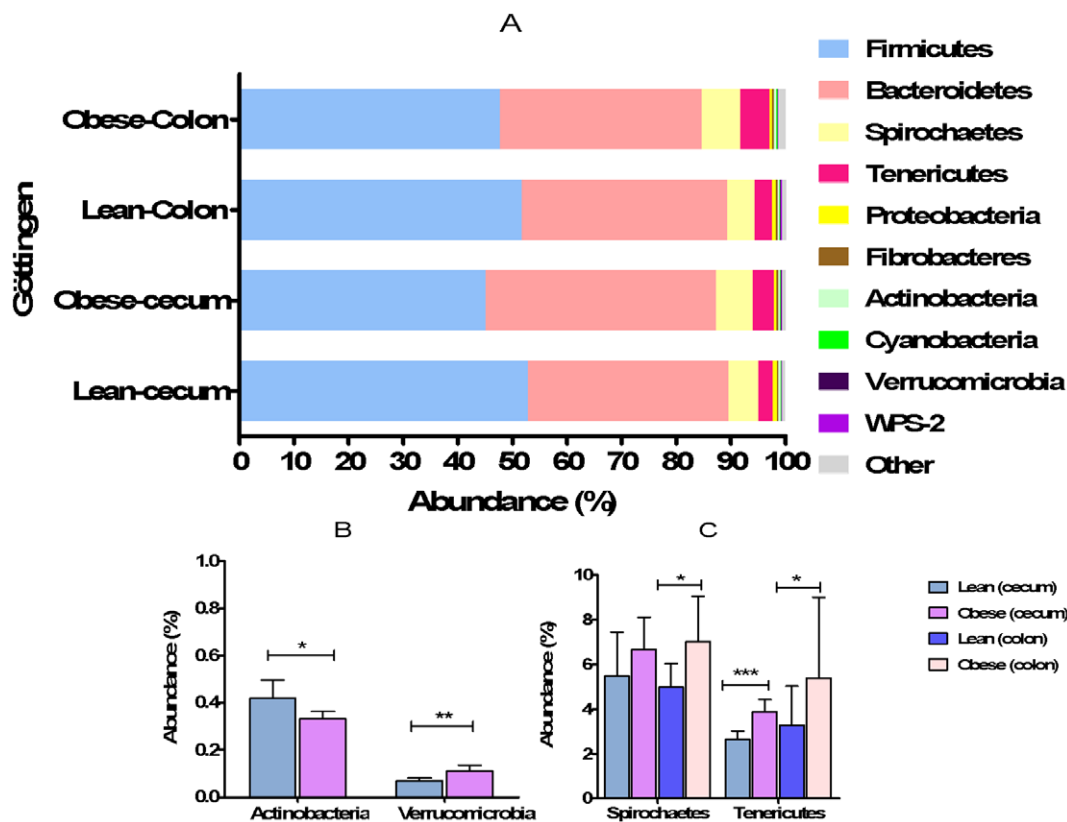 A
Göttingen
Obese-Colon
Lean-Colon
Obese-cecum
Lean-cecum
0 10 20 30 40 50 60 70 80 90 100
Abundance (%)
Firmicutes
Bacteroidetes
Spirochaetes
Tenericutes
Proteobacteria
Fibrobacteres
Actinobacteria
Cyanobacteria
Verrucomicrobia
WPS-2
Other
B
Abundance (%)
1.0
0.8
0.6
0.4
0.2
0.0
*
**
Actinobacteria Verrucomicrobia
C
Abundance (%)
10
8
6
4
2
0
*
***
*
Spirochaetes Tenericutes
Lean (cecum)
Obese (cecum)
Lean (colon)
Obese (colon)